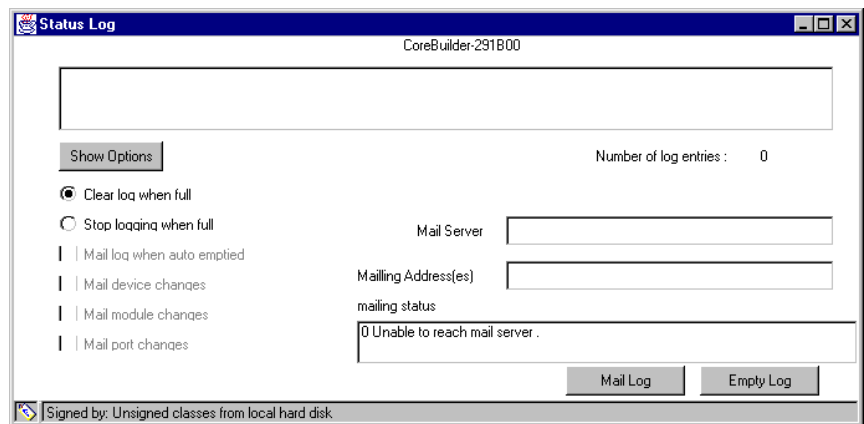 Status Log
CoreBuilder-291B00
Show Options
Number of log entries : 0
Clear log when full
Stop logging when full
Mail Server
Mail log when auto emptied
Mailling Address(es)
Mail device changes
mailing status
Mail module changes
0 Unable to reach mail server .
Mail port changes
Mail Log
Empty Log
Signed by: Unsigned classes from local hard disk